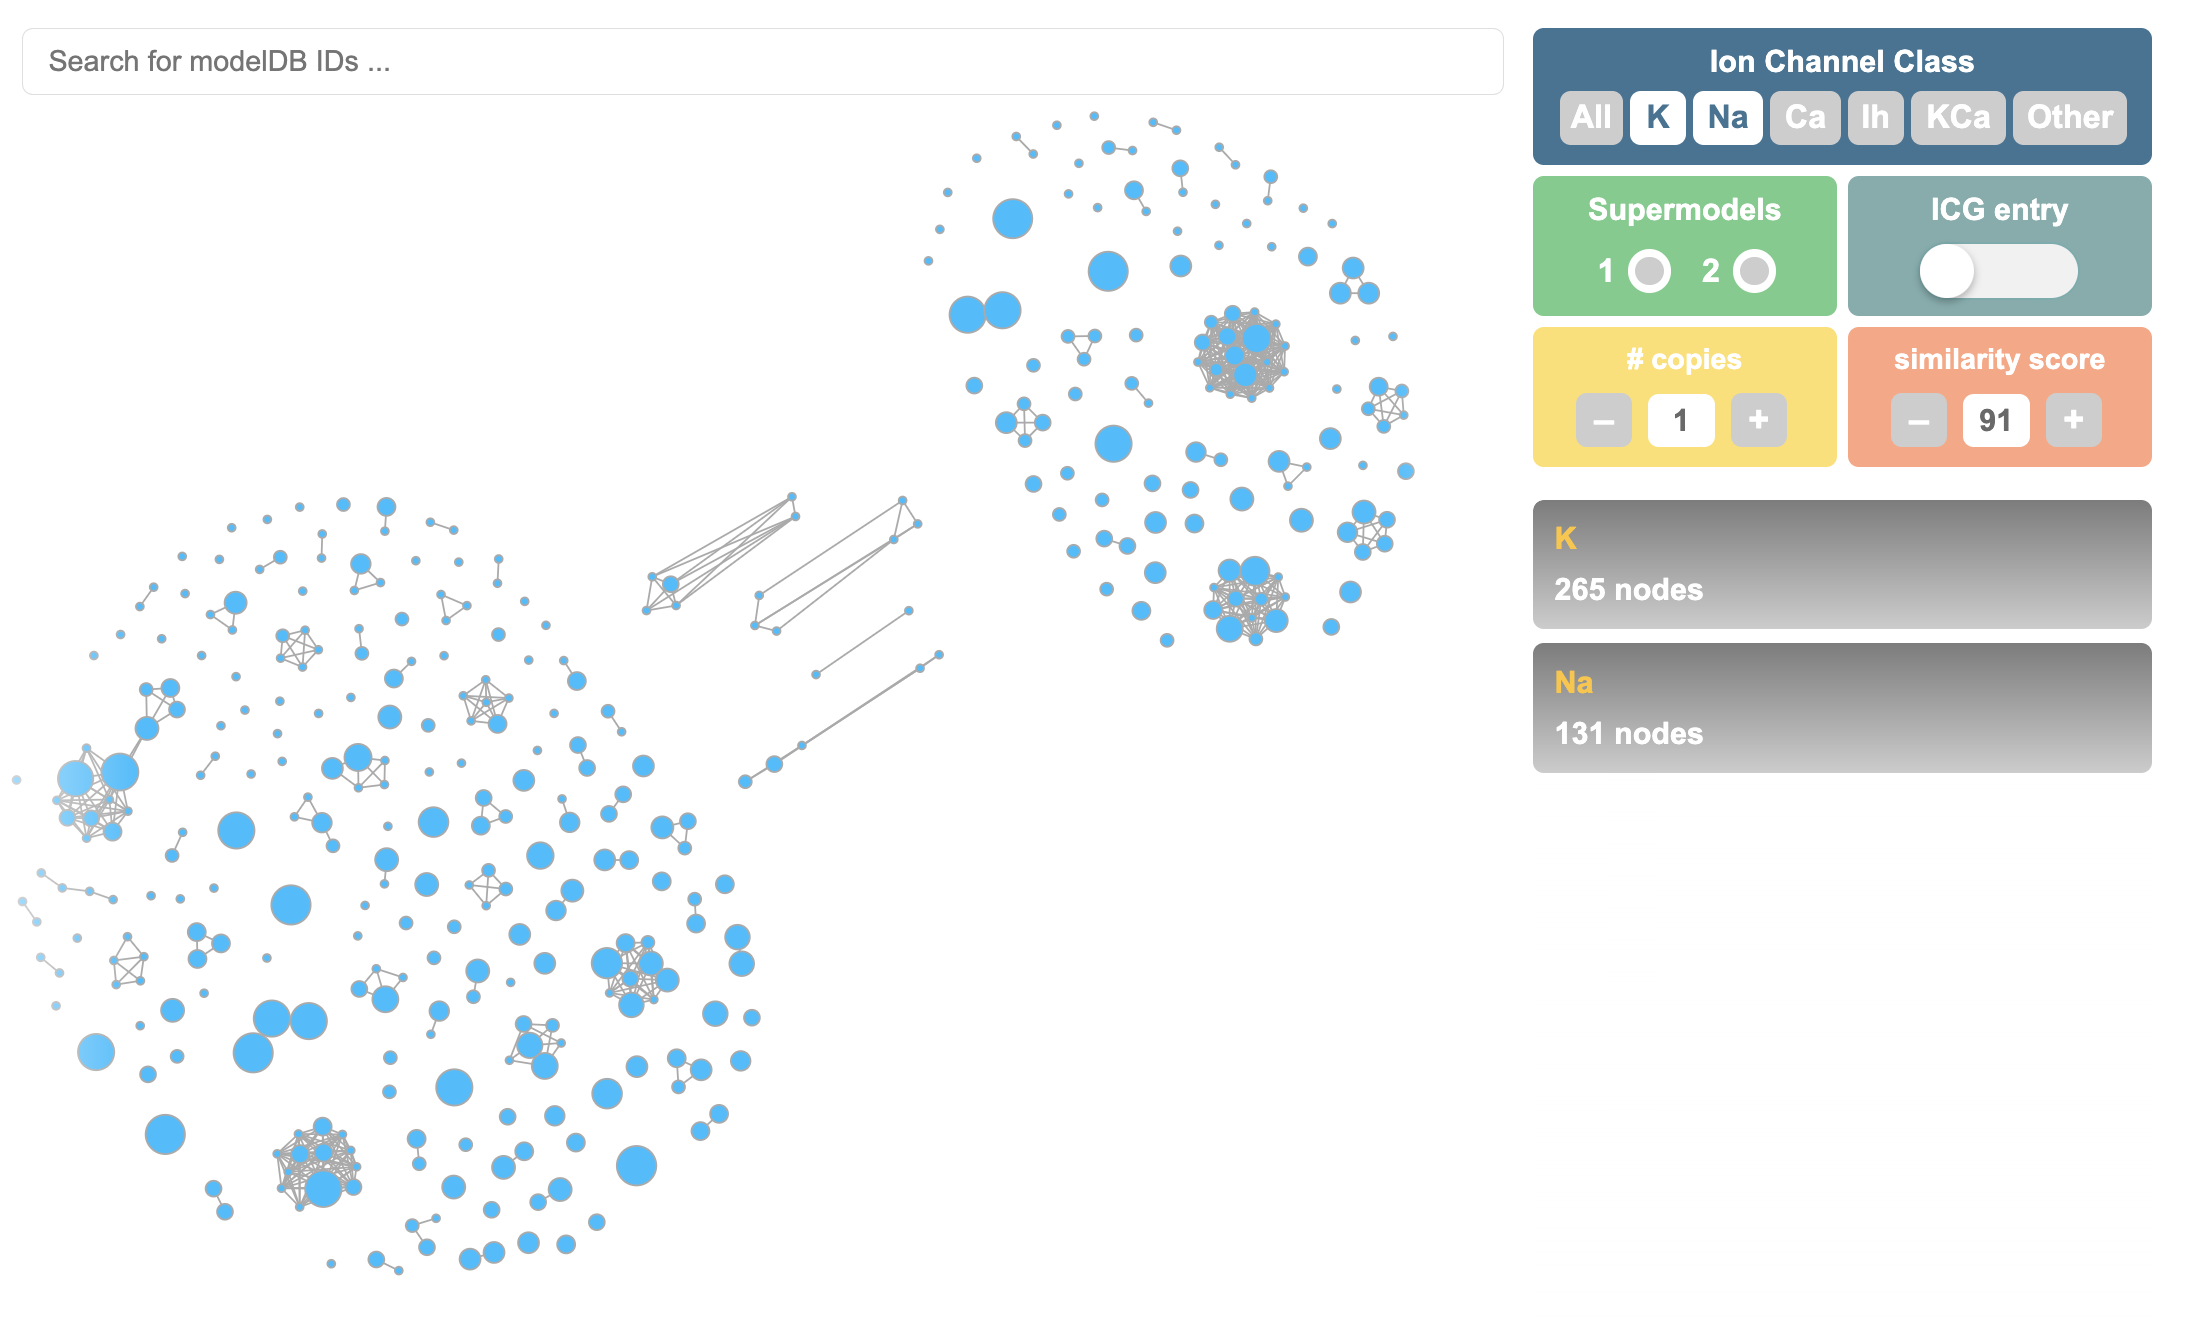 Search for modelDB IDs ...
Ion Channel Class
All K Na Ca Ih KCa Other
Supermodels
1 2
ICG entry
# copies
– 1 +
similarity score
– 91 +
K
265 nodes
Na
131 nodes